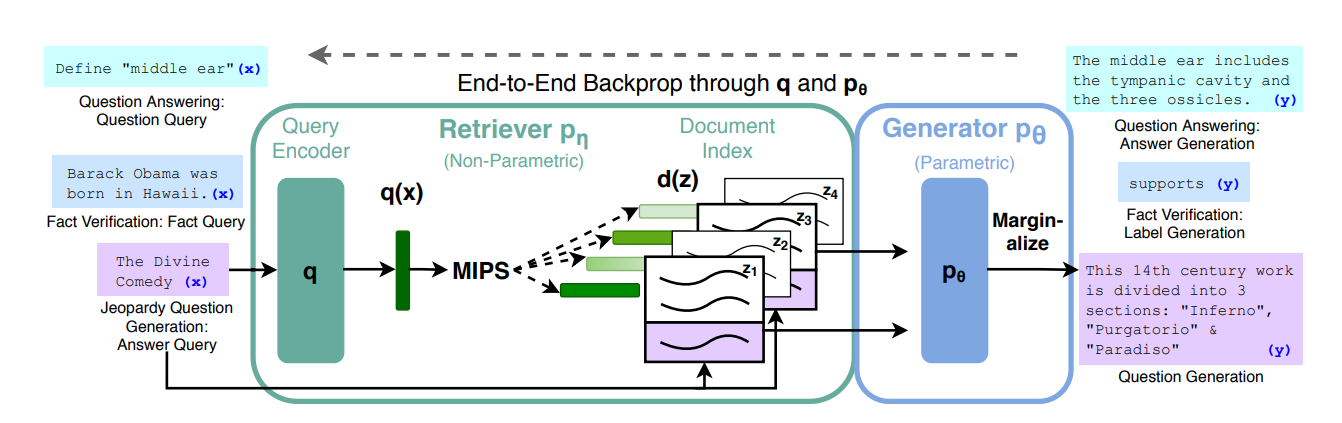 Define "middle ear" (x)
Question Answering:
Question Query
Barack Obama was
born in Hawaii.(x)
Fact Verification: Fact Query
The Divine
Comedy (x)
Jeopardy Question
Generation:
Answer Query
End-to-End Backprop through q and pθ
Query
Encoder
q
q(x)
Retriever pη
(Non-Parametric)
MIPS
Document
Index
d(z)
z4
z3
z2
z1
Generator pθ
(Parametric)
pθ
Margin-
alize
The middle ear includes
the tympanic cavity and
the three ossicles. (y)
Question Answering:
Answer Generation
supports (y)
Fact Verification:
Label Generation
This 14th century work
is divided into 3
sections: "Inferno",
"Purgatorio" &
"Paradiso" (y)
Question Generation